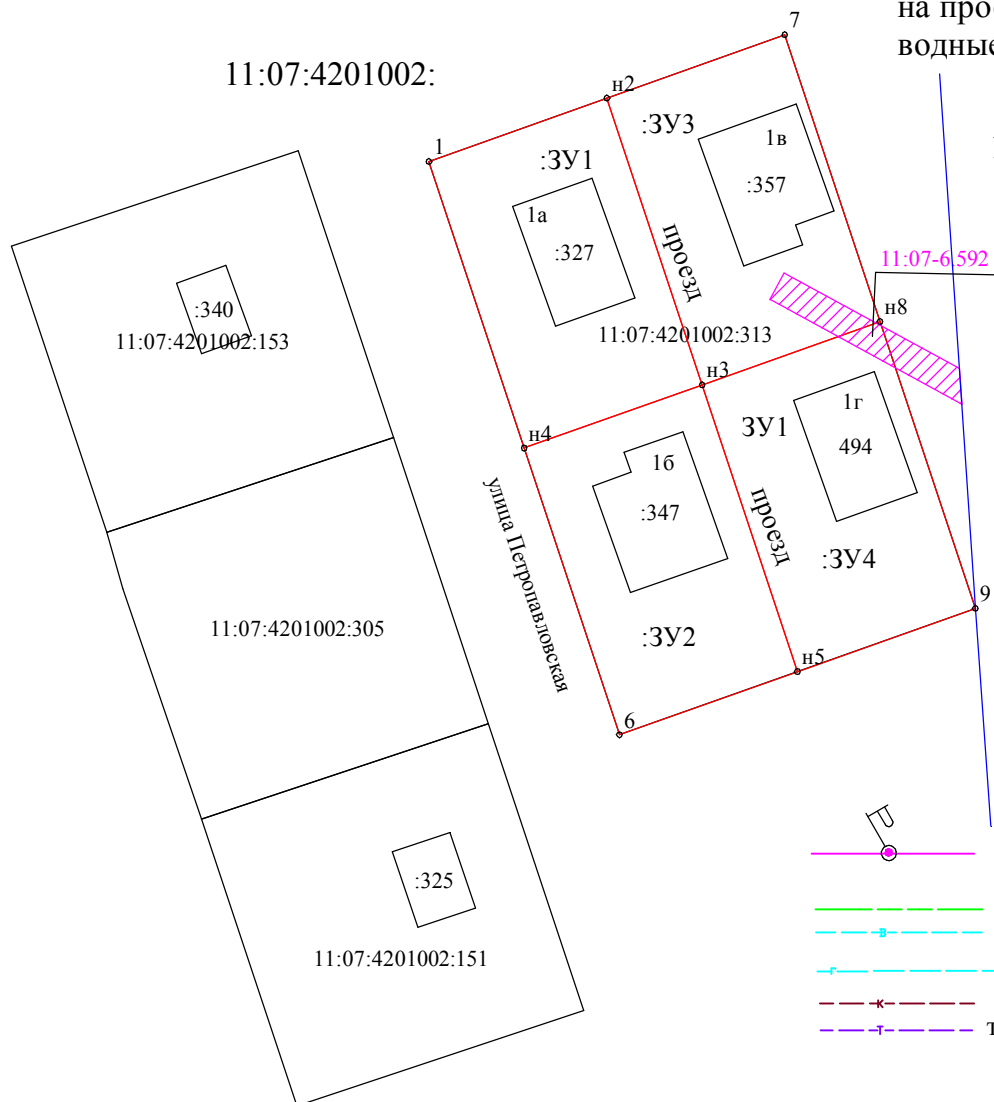 на про
водные
7
11:07:4201002:
н2
:ЗУ3
1в
:357
1
:ЗУ1
1а
:327
проезд
11:07-6.592
н8
:340
11:07:4201002:153
11:07:4201002:313
н3
1г
494
ЗУ1
н4
1б
:347
улица Петропавловская
проезд
:ЗУ4
9
11:07:4201002:305
:ЗУ2
н5
6
:325
11:07:4201002:151
в
г
к
т
т